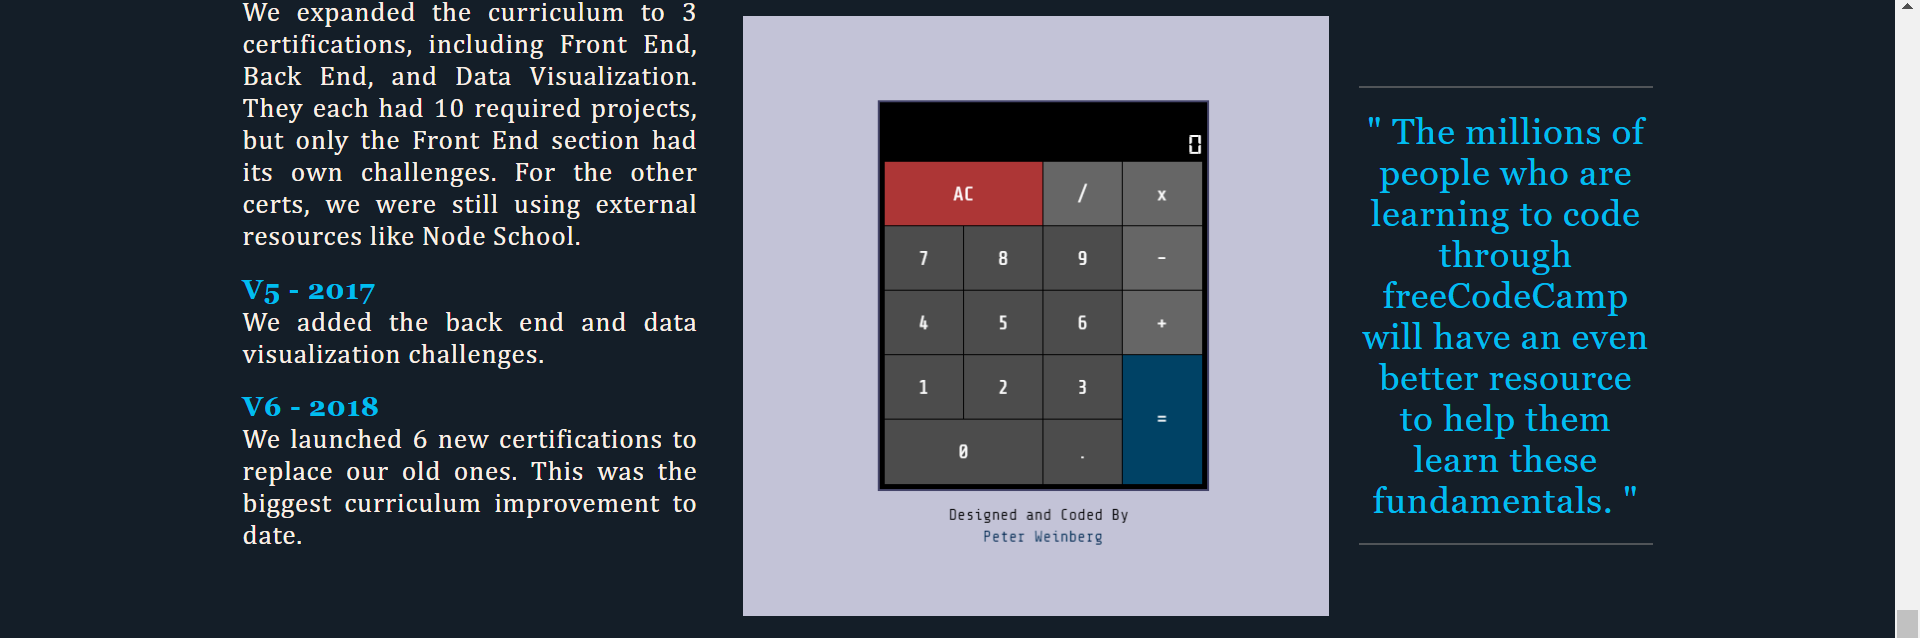 We expanded the curriculum to 3
certifications, including Front End,
Back End, and Data Visualization.
They each had 10 required projects,
but only the Front End section had
its own challenges. For the other
certs, we were still using external
resources like Node School.
V5 - 2017
We added the back end and data
visualization challenges.
V6 - 2018
We launched 6 new certifications to
replace our old ones. This was the
biggest curriculum improvement to
date.
0
AC / x
7 8 9 -
4 5 6 +
1 2 3
=
0 .
Designed and Coded By
Peter Weinberg
" The millions of
people who are
learning to code
through
freeCodeCamp
will have an even
better resource
to help them
learn these
fundamentals. "